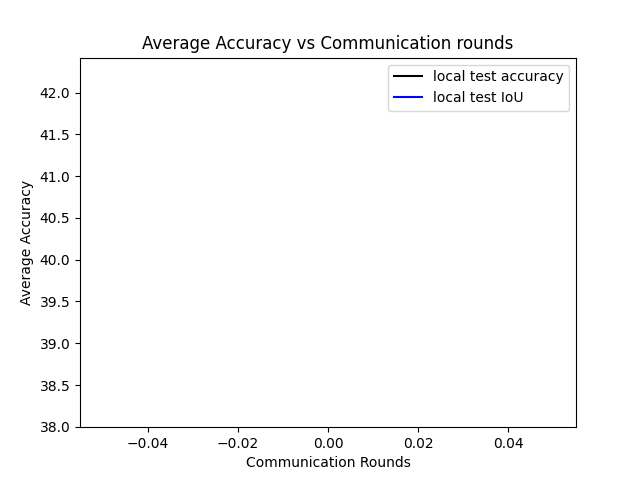 Average Accuracy vs Communication rounds
local test accuracy
local test IoU
42.0
41.5
41.0
40.5
40.0
39.5
39.0
38.5
38.0
Average Accuracy
−0.04 −0.02 0.00 0.02 0.04
Communication Rounds